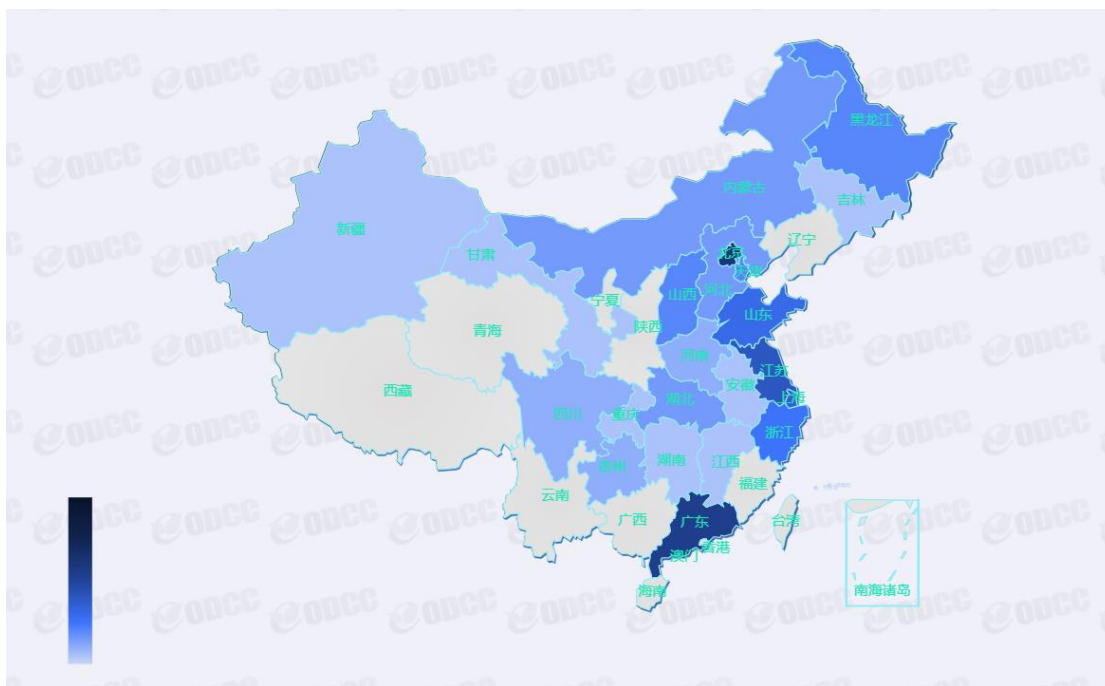 ODCC
黑龙江
内蒙古
吉林
新疆
辽宁
甘肃
北京
天津
河北
山西
宁夏
山东
青海
陕西
河南
江苏
西藏
安徽
上海
湖北
四川
重庆
浙江
湖南
江西
贵州
福建
云南
广西
广东
台湾
香港
澳门
海南
南海诸岛